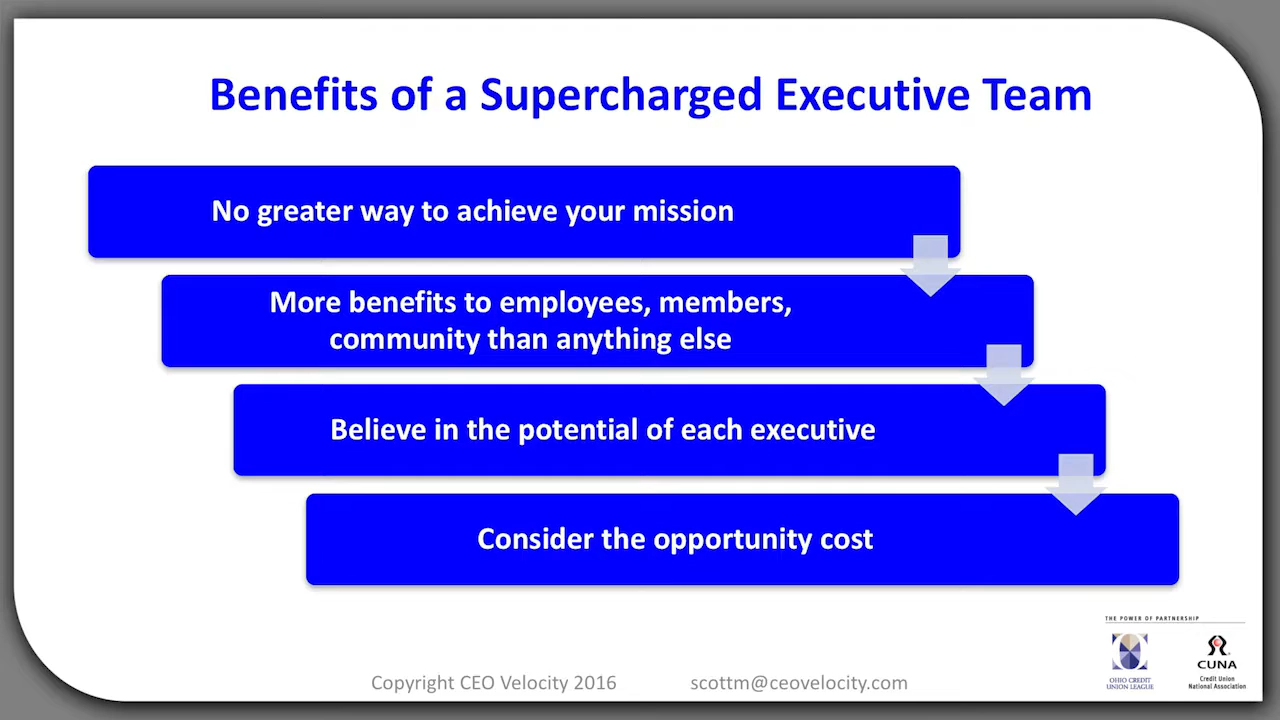 Benefits of a Supercharged Executive Team
No greater way to achieve your mission
More benefits to employees, members,
community than anything else
Believe in the potential of each executive
Consider the opportunity cost
THE POWER OF PARTNERSHIP
OHIO CREDIT
UNION LEAGUE
CUNA
Credit Union
National Association
Copyright CEO Velocity 2016
scottm@ceovelocity.com